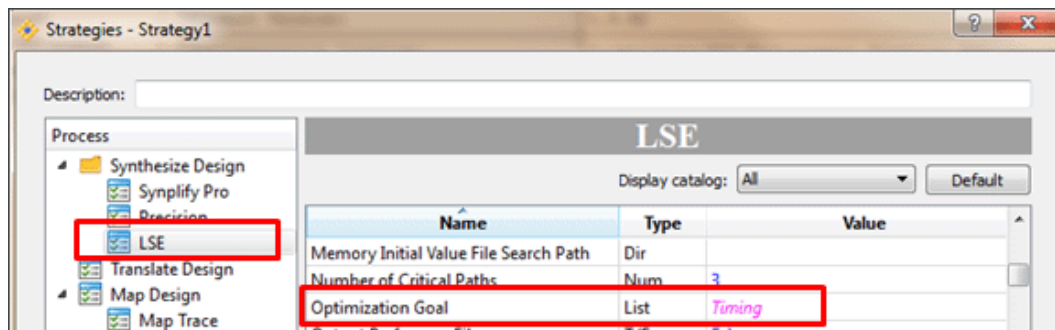 Strategies - Strategy1
Description:
Process
Synthesize Design
Synplify Pro
Precision
LSE
Translate Design
Map Design
Map Trace
LSE
Display catalog: All Default
Name Type Value
Memory Initial Value File Search Path Dir
Number of Critical Paths Num 3
Optimization Goal List Timing